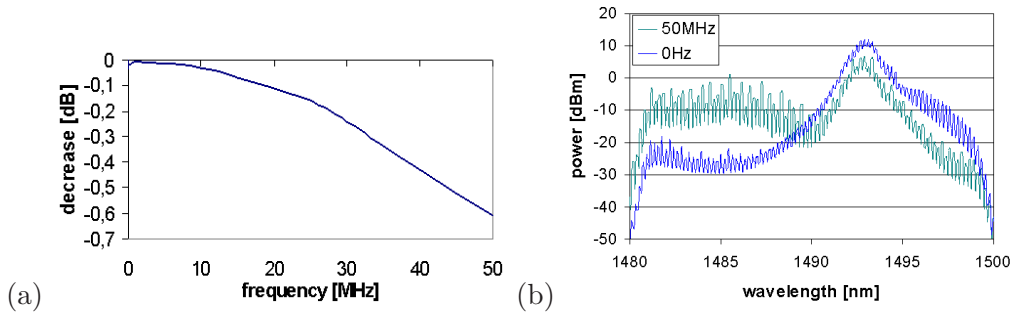 0
-0,1
-0,2
-0,3
-0,4
-0,5
-0,6
-0,7
decrease [dB]
0 10 20 30 40 50
frequency [MHz]
(a)
20
10
0
-10
-20
-30
-40
-50
power [dBm]
50MHz
0Hz
1480 1485 1490 1495 1500
wavelength [nm]
(b)